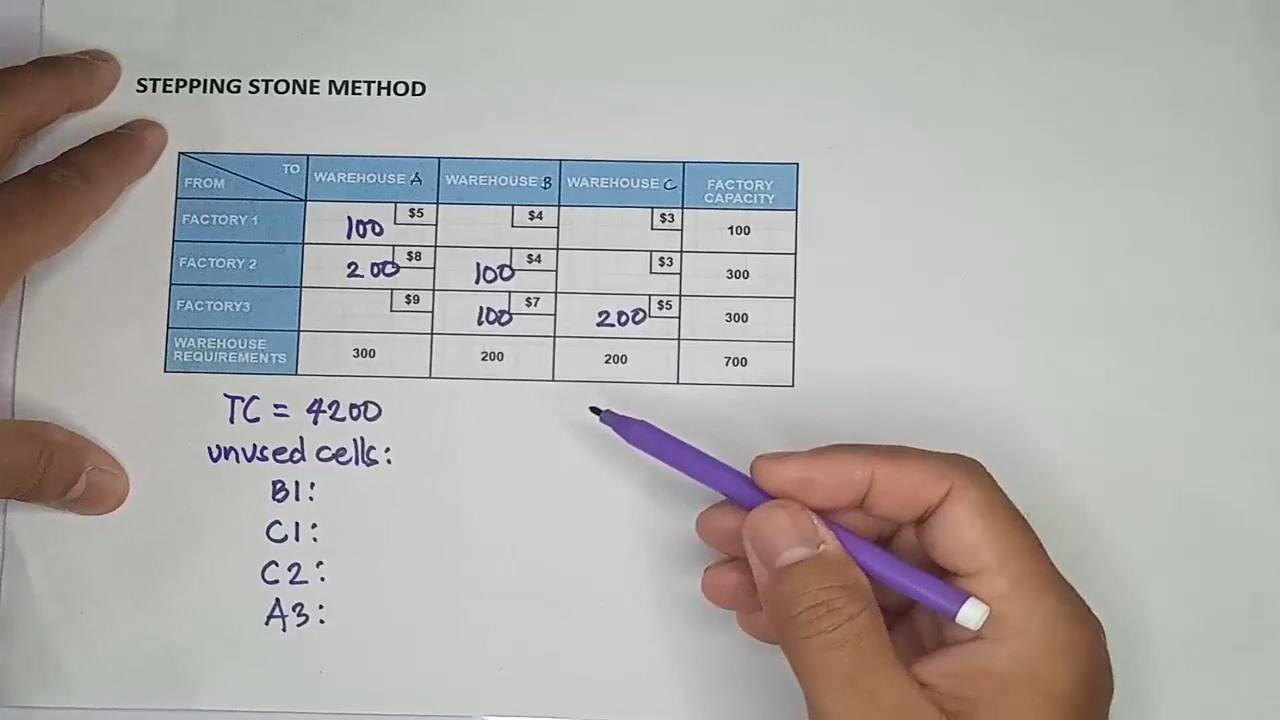 STEPPING STONE METHOD
TO
FROM
WAREHOUSE A
WAREHOUSE B
WAREHOUSE C
FACTORY CAPACITY
FACTORY 1
100 $5
$4
$3
100
FACTORY 2
200 $8
100 $4
$3
300
FACTORY3
$9
100 $7
200 $5
300
WAREHOUSE REQUIREMENTS
300
200
200
700
TC = 4200
unused cells:
B1:
C1:
C2:
A3: